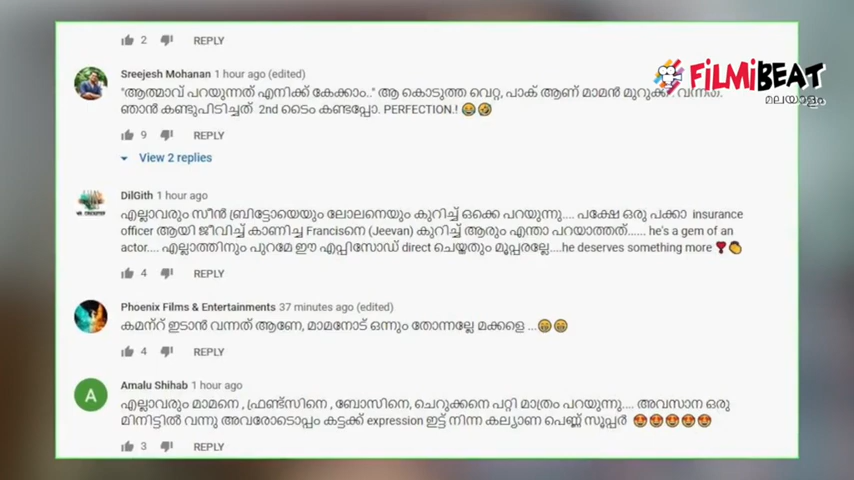 2 REPLY
Sreejesh Mohanan 1 hour ago (edited)
"ആത്മാവ് പറയുന്നത് എനിക്ക് കേക്കാം.." ആ കൊടുത്ത വെറ്റ, പാക് ആണ് മാമൻ മുറുക്കി
ഞാൻ കണ്ടുപിടിച്ചത് 2nd ടൈം കണ്ടപ്പോ. PERFECTION.! 😂🤣
9 REPLY
View 2 replies
FiLMiBEAT
മലയാളം
DilGith 1 hour ago
എല്ലാവരും സീൻ ബ്രിട്ടോയെയും ലോലനെയും കുറിച്ച് ഒക്കെ പറയുന്നു.... പക്ഷേ ഒരു പക്കാ insurance
officer ആയി ജീവിച്ച് കാണിച്ച Francisനെ (Jeevan) കുറിച്ച് ആരും എന്താ പറയാത്തത്...... he's a gem of an
actor.... എല്ലാത്തിനും പുറമേ ഈ എപ്പിസോഡ് direct ചെയ്തതും മൂപ്പരല്ലേ....he deserves something more ❣👏
4 REPLY
Phoenix Films & Entertainments 37 minutes ago (edited)
കമന്റ് ഇടാൻ വന്നത് ആണേ, മാമനോട് ഒന്നും തോന്നല്ലേ മക്കളെ ...😁😁
4 REPLY
A
Amalu Shihab 1 hour ago
എല്ലാവരും മാമനെ , ഫ്രണ്ട്സിനെ , ബോസിനെ, ചെറുക്കനെ പറ്റി മാത്രം പറയുന്നു.... അവസാന ഒരു
മിനിട്ടിൽ വന്നു അവരോടൊപ്പം കട്ടക്ക് expression ഇട്ട് നിന്ന കല്യാണ പെണ്ണ് സൂപ്പർ 😍😍😍😍😍
3 REPLY